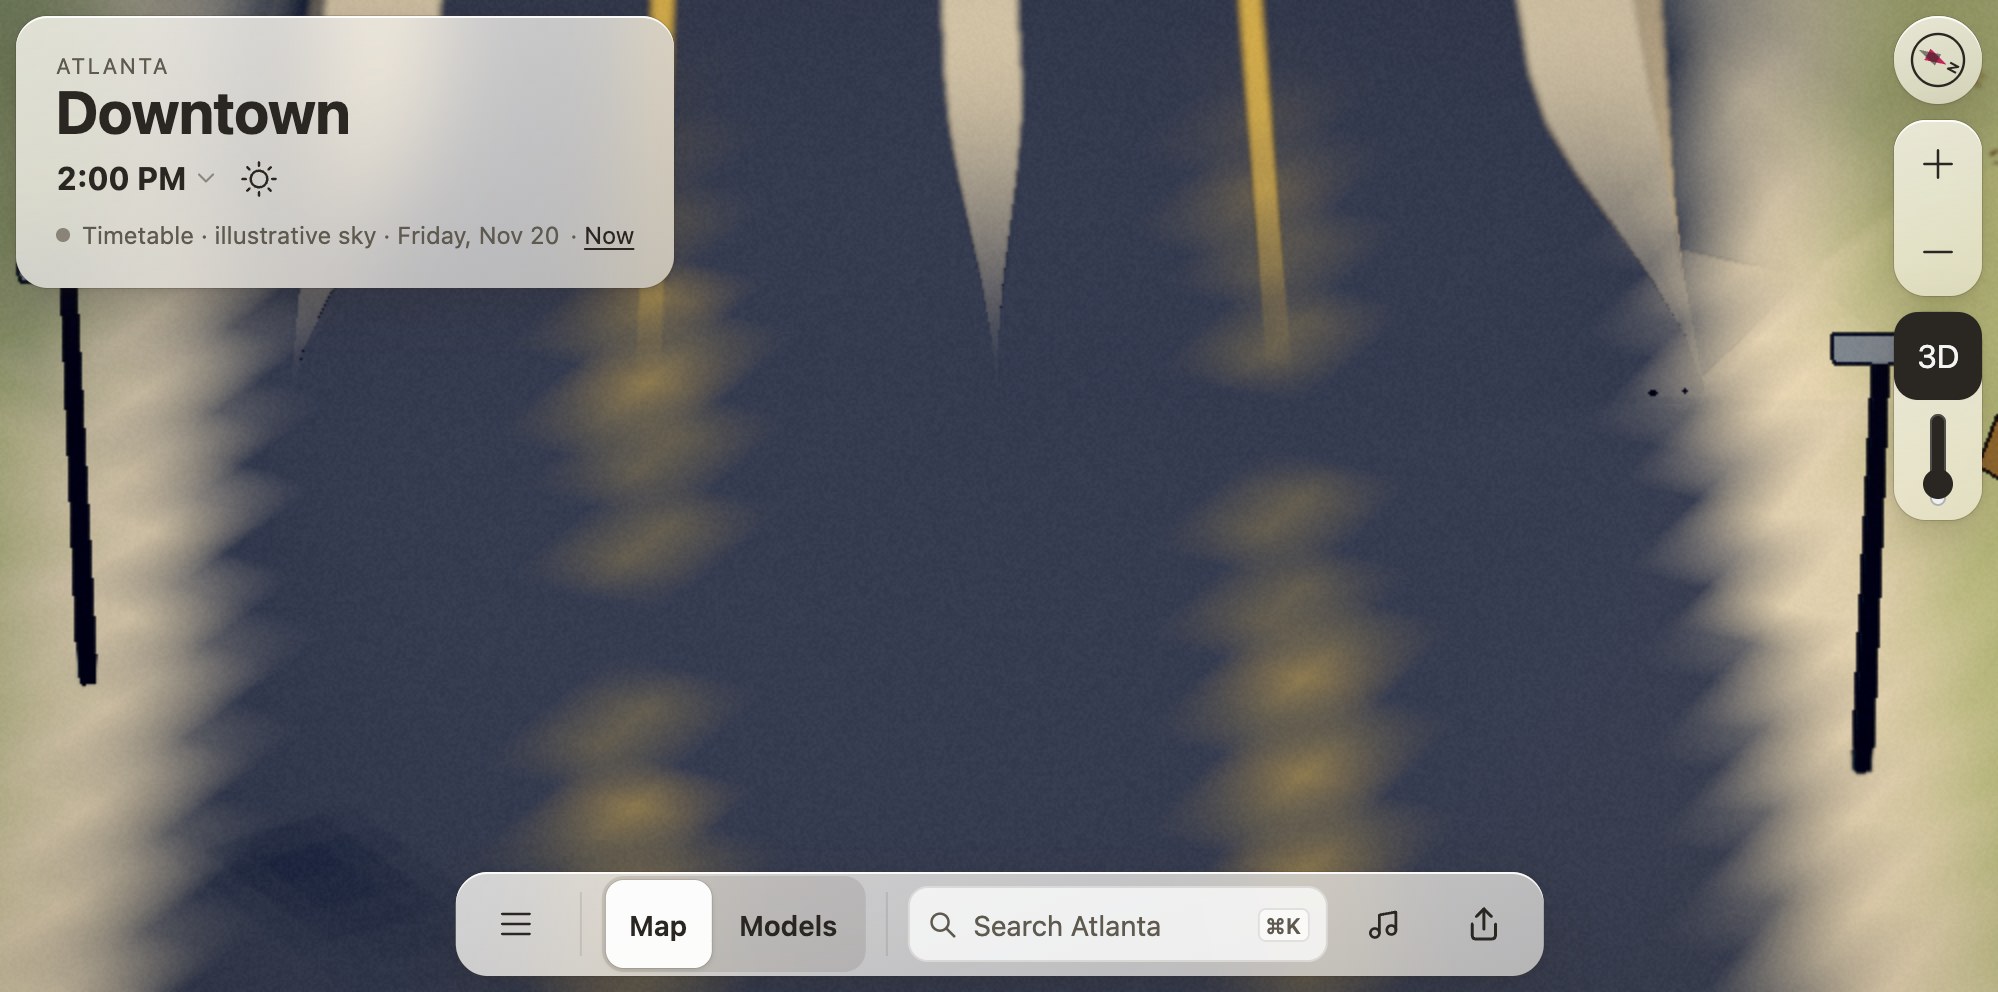 ATLANTA
Downtown
2:00 PM
Timetable · illustrative sky · Friday, Nov 20 · Now
N
3D
Map
Models
Search Atlanta
⌘K